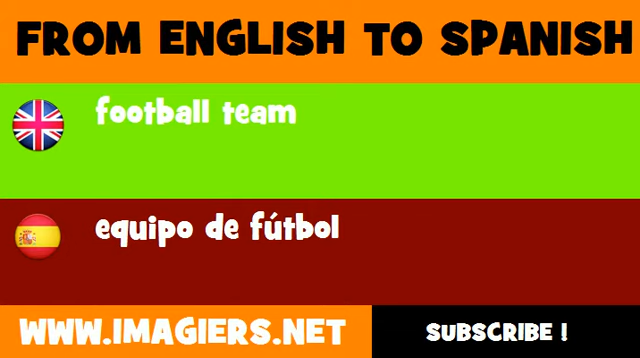 FROM ENGLISH TO SPANISH
football team
equipo de fútbol
WWW.IMAGIERS.NET
SUBSCRIBE !